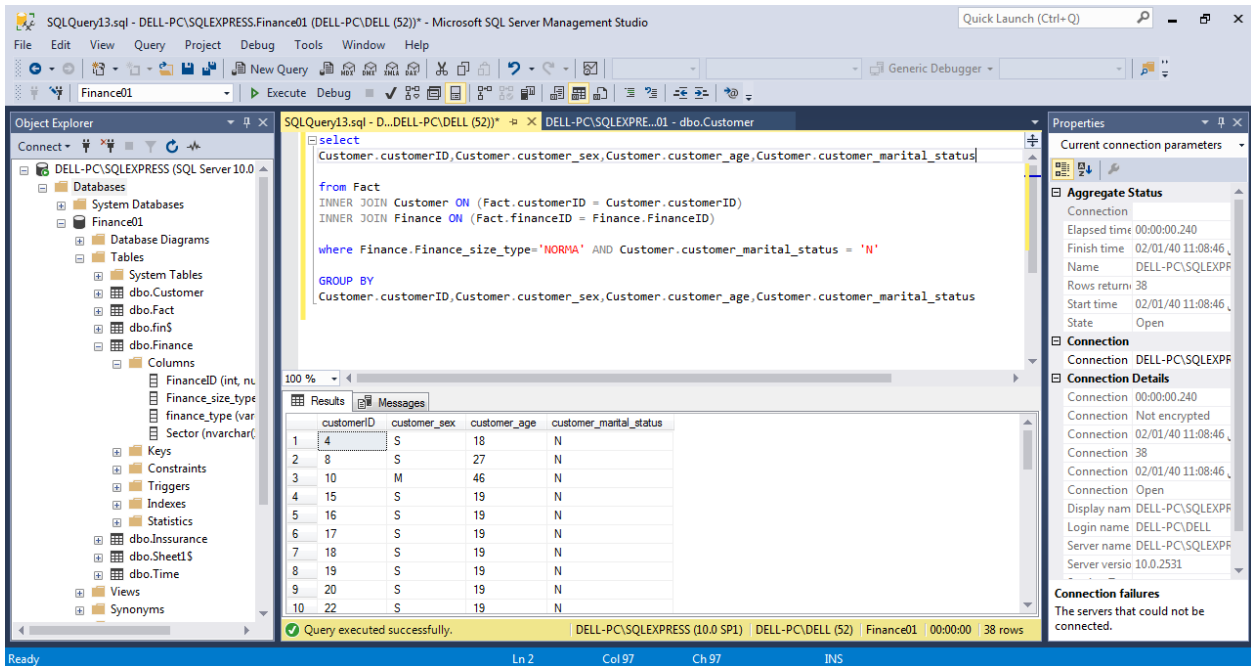 SQLQuery13.sql - DELL-PC\SQLEXPRESS.Finance01 (DELL-PC\DELL (52))* - Microsoft SQL Server Management Studio
Quick Launch (Ctrl+Q)
File Edit View Query Project Debug Tools Window Help
New Query
Generic Debugger
Finance01
Execute Debug
Object Explorer
Connect
DELL-PC\SQLEXPRESS (SQL Server 10.0
Databases
System Databases
Finance01
Database Diagrams
Tables
System Tables
dbo.Customer
dbo.Fact
dbo.fin$
dbo.Finance
Columns
FinanceID (int, nu
Finance_size_type
finance_type (var
Sector (nvarchar(
Keys
Constraints
Triggers
Indexes
Statistics
dbo.Inssurance
dbo.Sheet1$
dbo.Time
Views
Synonyms
SQLQuery13.sql - D...DELL-PC\DELL (52))*
DELL-PC\SQLEXPRE...01 - dbo.Customer
select
Customer.customerID,Customer.customer_sex,Customer.customer_age,Customer.customer_marital_status
from Fact
INNER JOIN Customer ON (Fact.customerID = Customer.customerID)
INNER JOIN Finance ON (Fact.financeID = Finance.FinanceID)
where Finance.Finance_size_type='NORMA' AND Customer.customer_marital_status = 'N'
GROUP BY
Customer.customerID,Customer.customer_sex,Customer.customer_age,Customer.customer_marital_status
100 %
Results Messages
customerID customer_sex customer_age customer_marital_status
1 4 S 18 N
2 8 S 27 N
3 10 M 46 N
4 15 S 19 N
5 16 S 19 N
6 17 S 19 N
7 18 S 19 N
8 19 S 19 N
9 20 S 19 N
10 22 S 19 N
Query executed successfully.
DELL-PC\SQLEXPRESS (10.0 SP1) DELL-PC\DELL (52) Finance01 00:00:00 38 rows
Properties
Current connection parameters
Aggregate Status
Connection
Elapsed time 00:00:00.240
Finish time 02/01/40 11:08:46
Name DELL-PC\SQLEXPR
Rows return 38
Start time 02/01/40 11:08:46
State Open
Connection
Connection DELL-PC\SQLEXPR
Connection Details
Connection 00:00:00.240
Connection Not encrypted
Connection 02/01/40 11:08:46
Connection 38
Connection 02/01/40 11:08:46
Connection Open
Display nam DELL-PC\SQLEXPR
Login name DELL-PC\DELL
Server name DELL-PC\SQLEXPR
Server versio 10.0.2531
Connection failures
The servers that could not be
connected.
Ready Ln 2 Col 97 Ch 97 INS